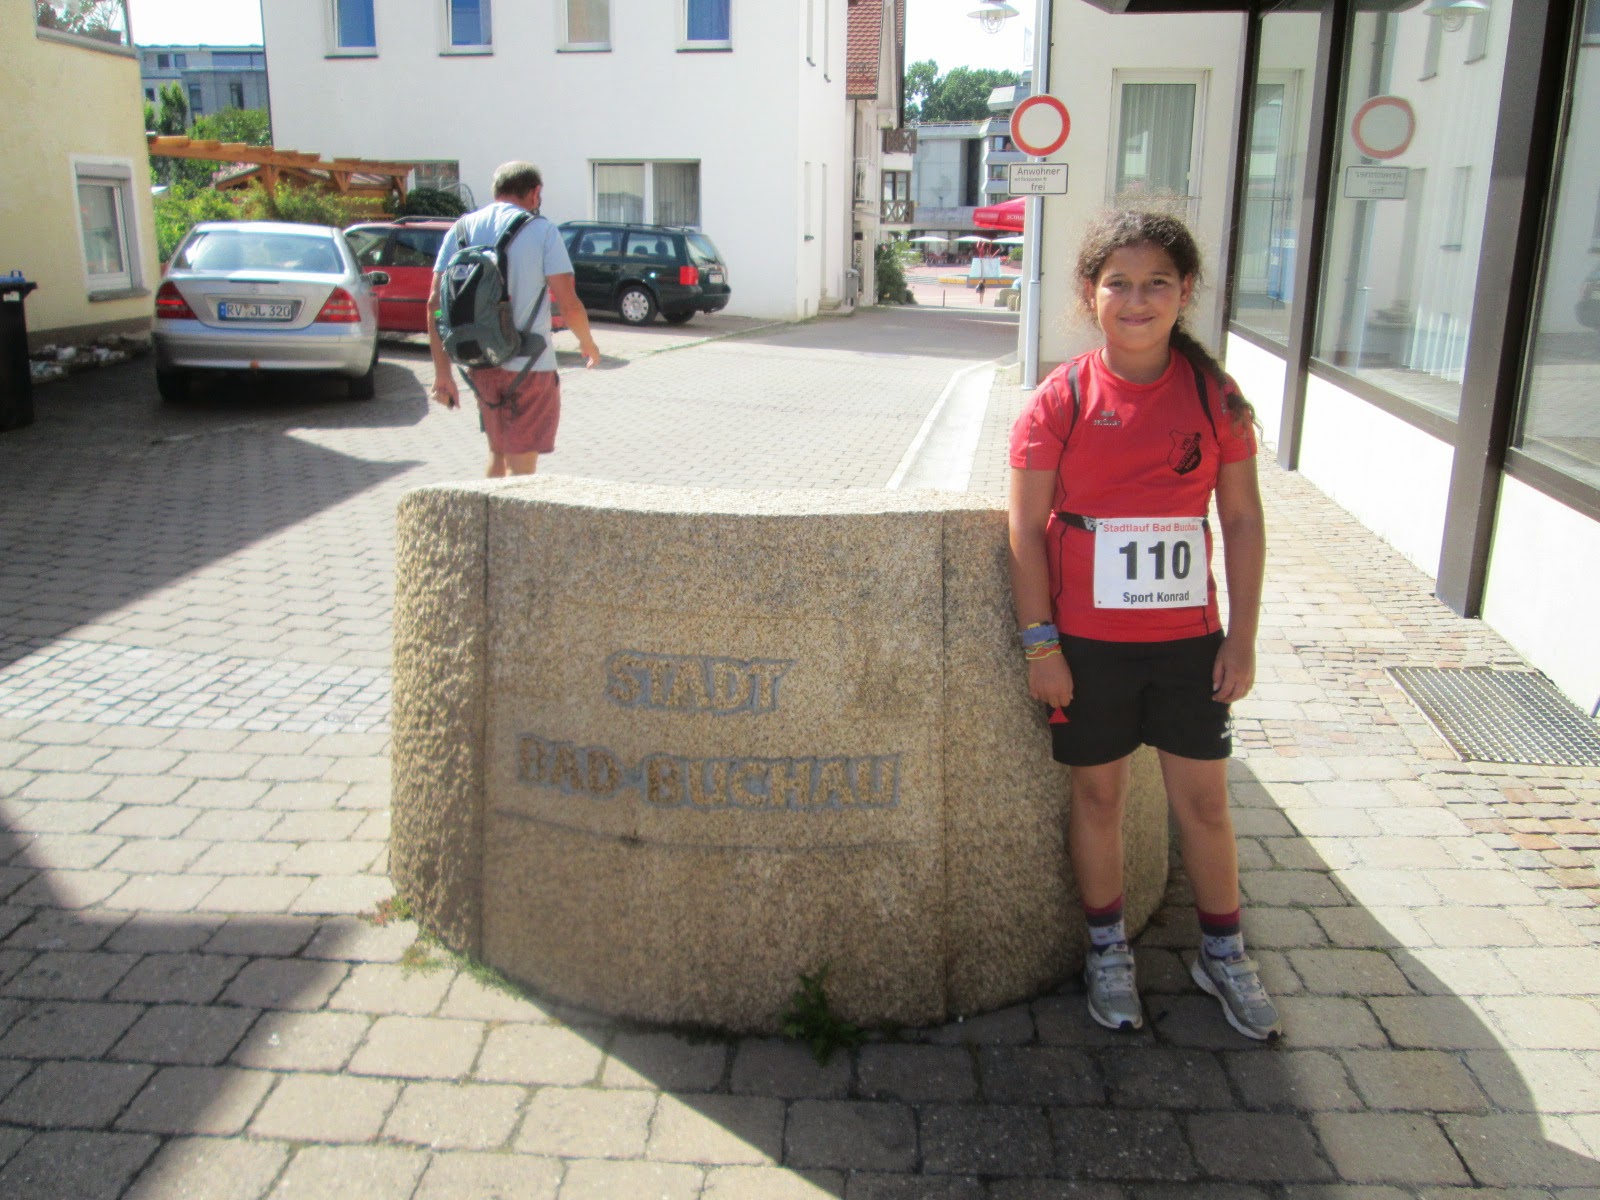 RV JL 320
Anwohner
frei
Stadtlauf Bad Buchau
110
Sport Konrad
STADT
BAD-BUCHAU